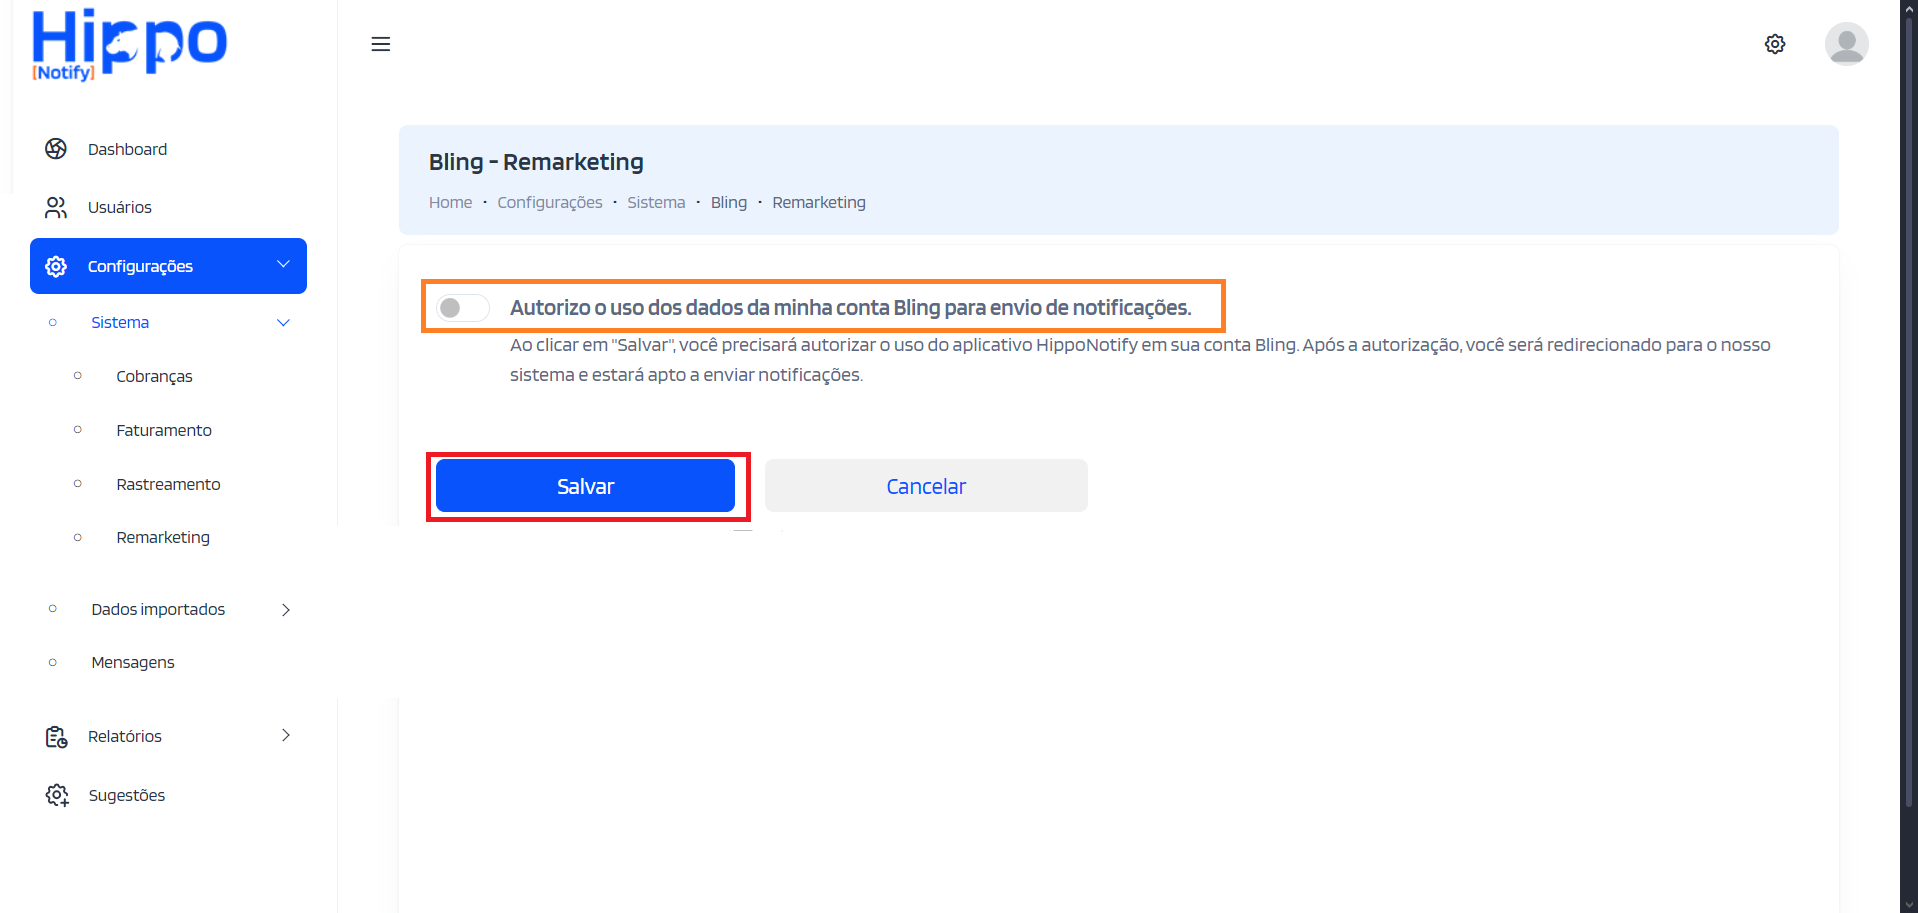 Hippo
[Notify]
Dashboard
Usuários
Configurações
Sistema
Cobranças
Faturamento
Rastreamento
Remarketing
Dados importados
Mensagens
Relatórios
Sugestões
Bling - Remarketing
Home · Configurações · Sistema · Bling · Remarketing
Autorizo o uso dos dados da minha conta Bling para envio de notificações.
Ao clicar em "Salvar", você precisará autorizar o uso do aplicativo HippoNotify em sua conta Bling. Após a autorização, você será redirecionado para o nosso
sistema e estará apto a enviar notificações.
Salvar
Cancelar